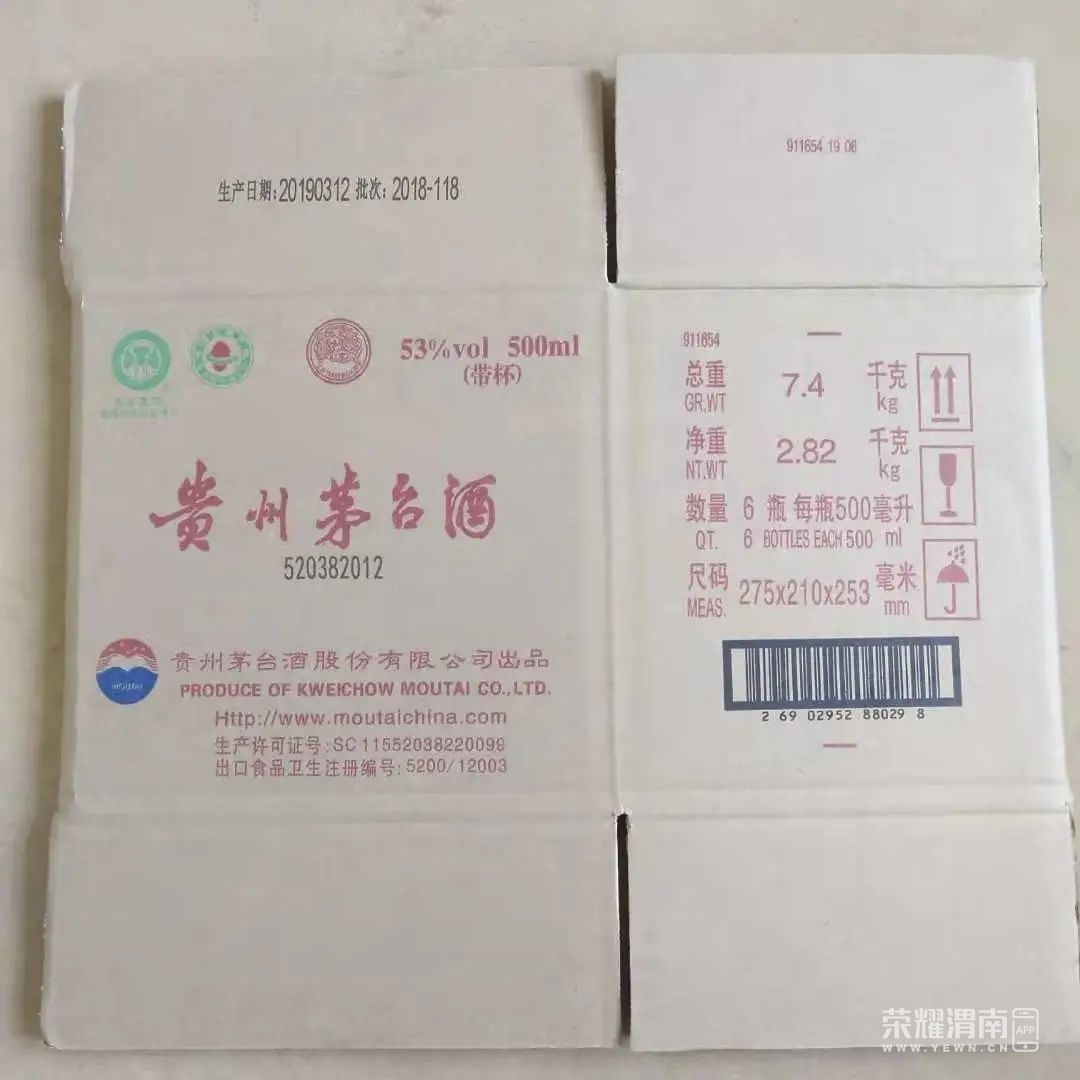 生产日期:20190312 批次:2018-118
911654 19 06
53%vol 500ml
(带杯)
贵州茅台酒
520382012
MOUTAI
贵州茅台酒股份有限公司出品
PRODUCE OF KWEICHOW MOUTAI CO.,LTD.
Http://www.moutaichina.com
生产许可证号:SC11552038220099
出口食品卫生注册编号:5200/12003
911654
总重 7.4 千克
GR.WT kg
净重 2.82 千克
NT.WT kg
数量 6 瓶 每瓶500毫升
QT. 6 BOTTLES EACH 500 ml
尺码 275x210x253 毫米
MEAS. mm
2 69 02952 88029 8
荣耀渭南 APP
WWW.YEWN.CN